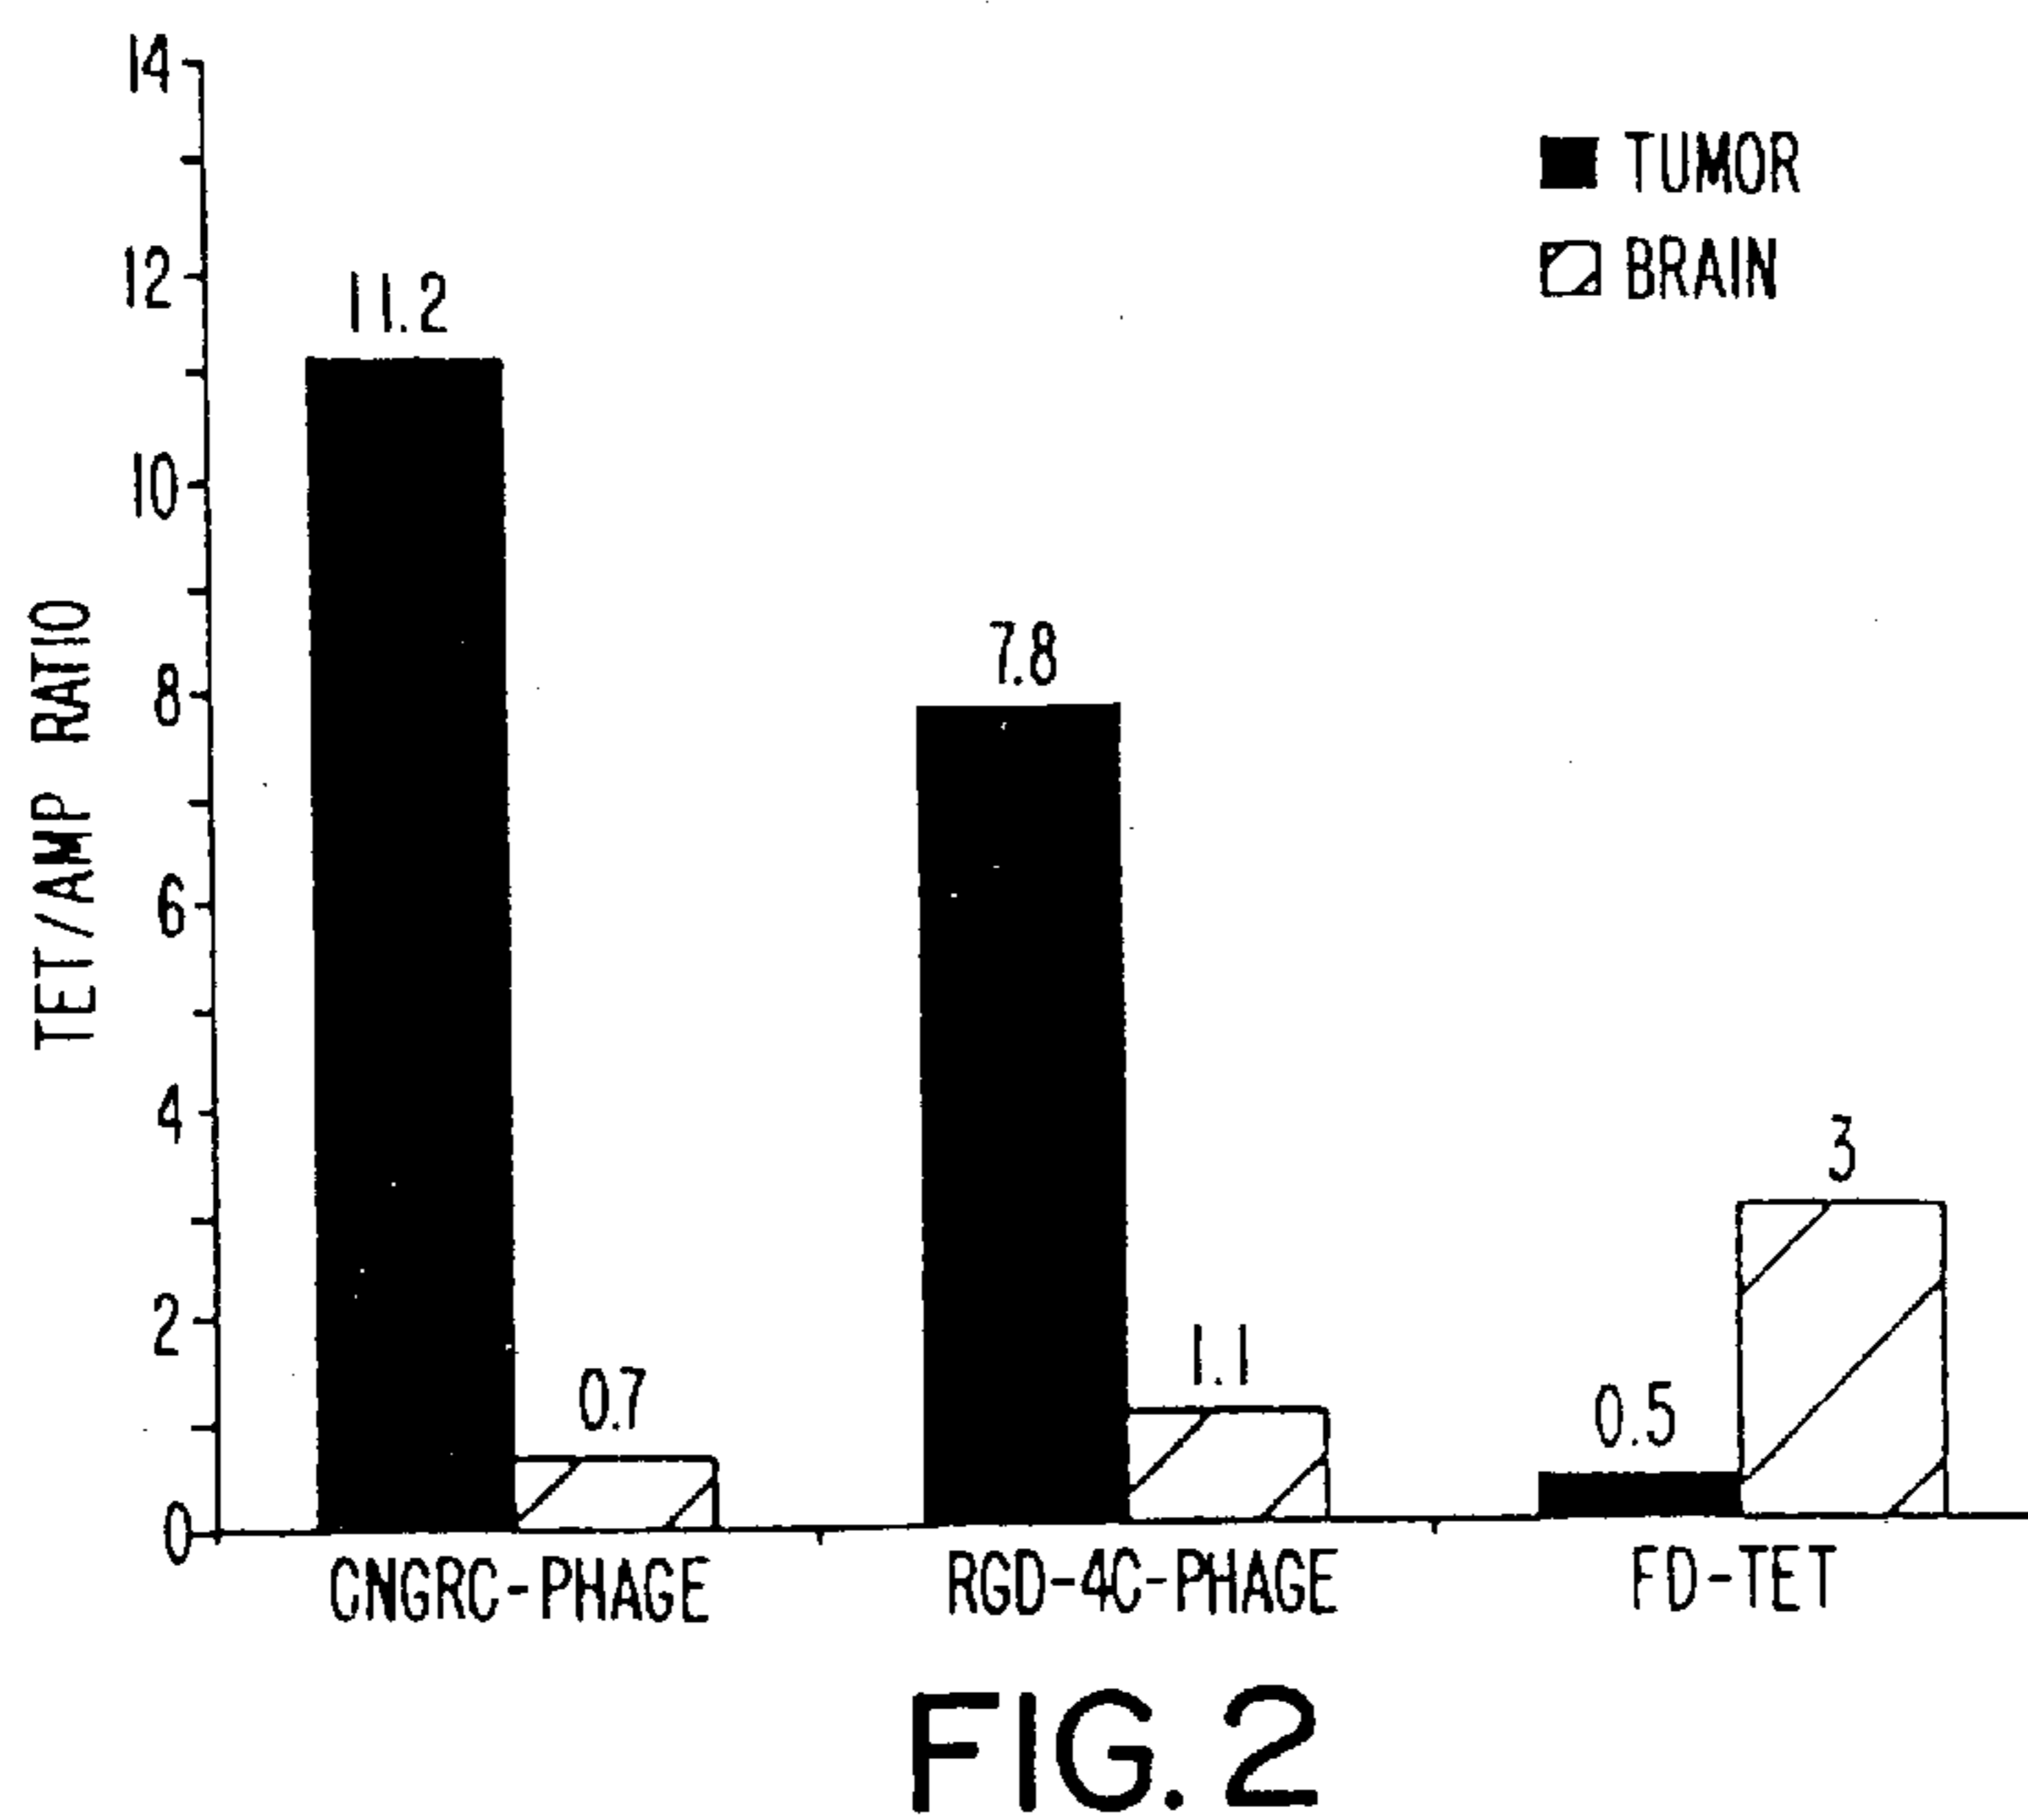 14
12
10
8
6
4
2
0
TET/AMP RATIO
TUMOR
BRAIN
11.2
0.7
7.8
1.1
0.5
3
CNGRC-PHAGE
RGD-4C-PHAGE
FD-TET
FIG. 2